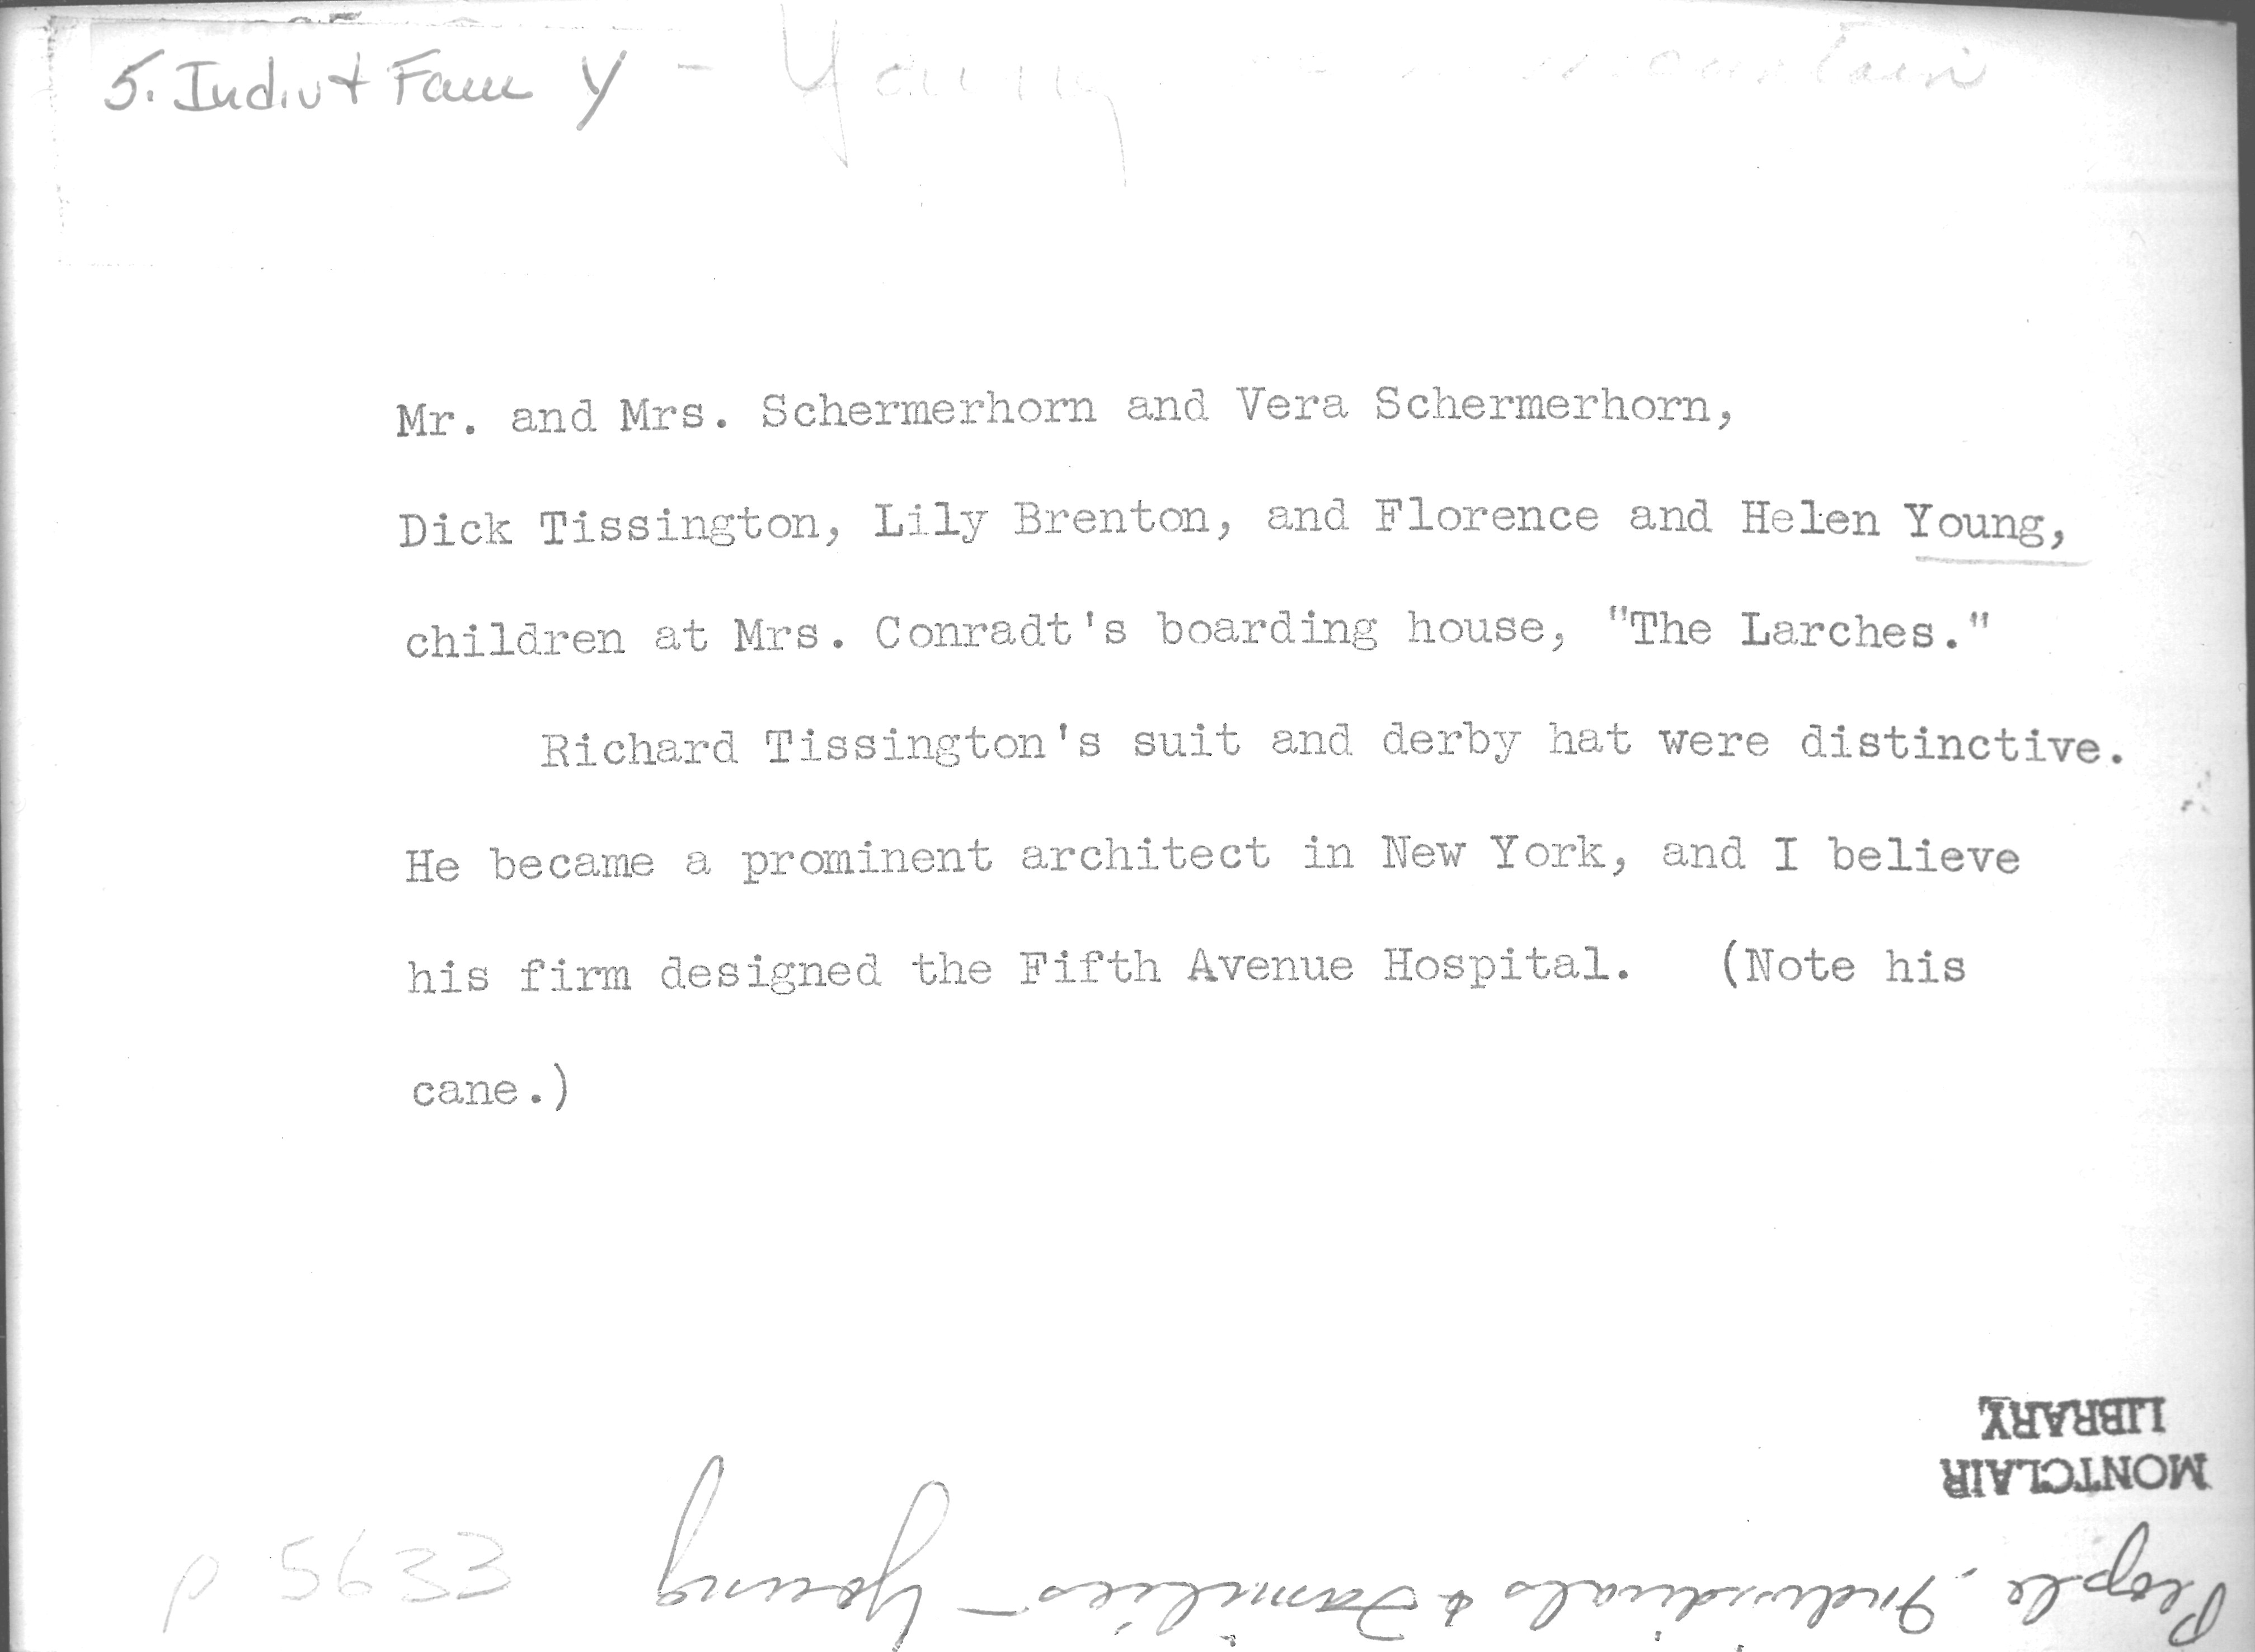 5. Indiv + Fam Y - Young mountain
Mr. and Mrs. Schermerhorn and Vera Schermerhorn,
Dick Tissington, Lily Brenton, and Florence and Helen Young,
children at Mrs. Conradt's boarding house, "The Larches."
Richard Tissington's suit and derby hat were distinctive.
He became a prominent architect in New York, and I believe
his firm designed the Fifth Avenue Hospital. (Note his
cane.)
MONTCLAIR
LIBRARY
People - Individuals & Families - Young
p 5633